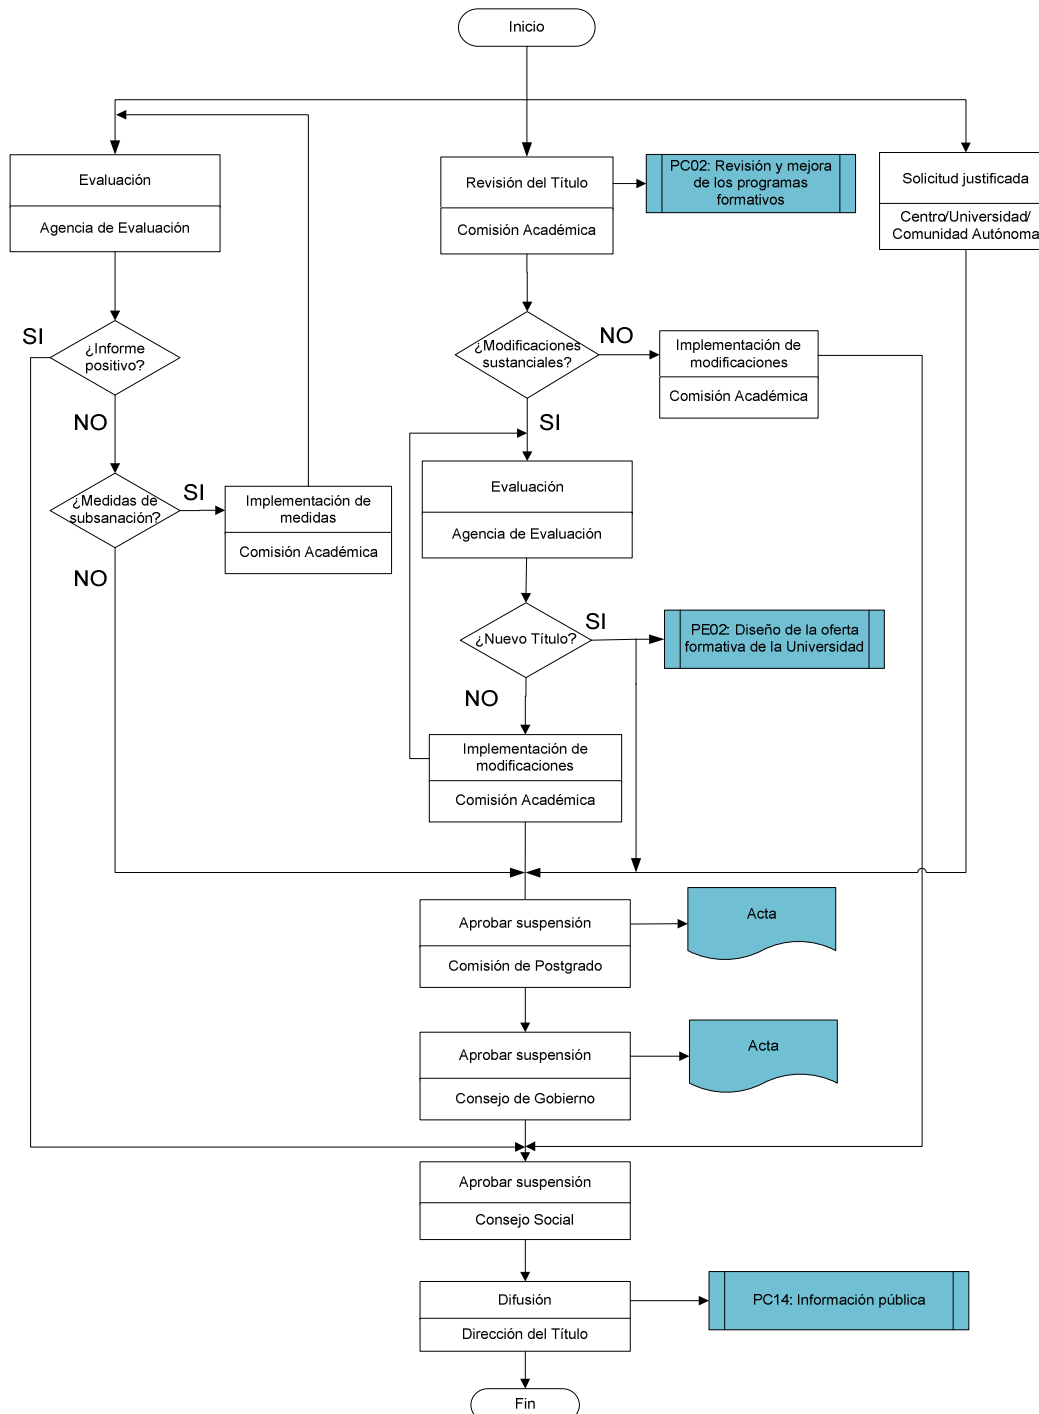 Inicio
Evaluación
Agencia de Evaluación
Revisión del Título
Comisión Académica
PC02: Revisión y mejora
de los programas
formativos
Solicitud justificada
Centro/Universidad/
Comunidad Autónoma
SI
¿Informe
positivo?
NO
¿Modificaciones
sustanciales?
NO
Implementación de
modificaciones
Comisión Académica
SI
¿Medidas de
subsanación?
SI
Implementación de
medidas
Comisión Académica
NO
Evaluación
Agencia de Evaluación
¿Nuevo Título?
SI
PE02: Diseño de la oferta
formativa de la Universidad
NO
Implementación de
modificaciones
Comisión Académica
Aprobar suspensión
Comisión de Postgrado
Acta
Aprobar suspensión
Consejo de Gobierno
Acta
Aprobar suspensión
Consejo Social
Difusión
Dirección del Título
PC14: Información pública
Fin